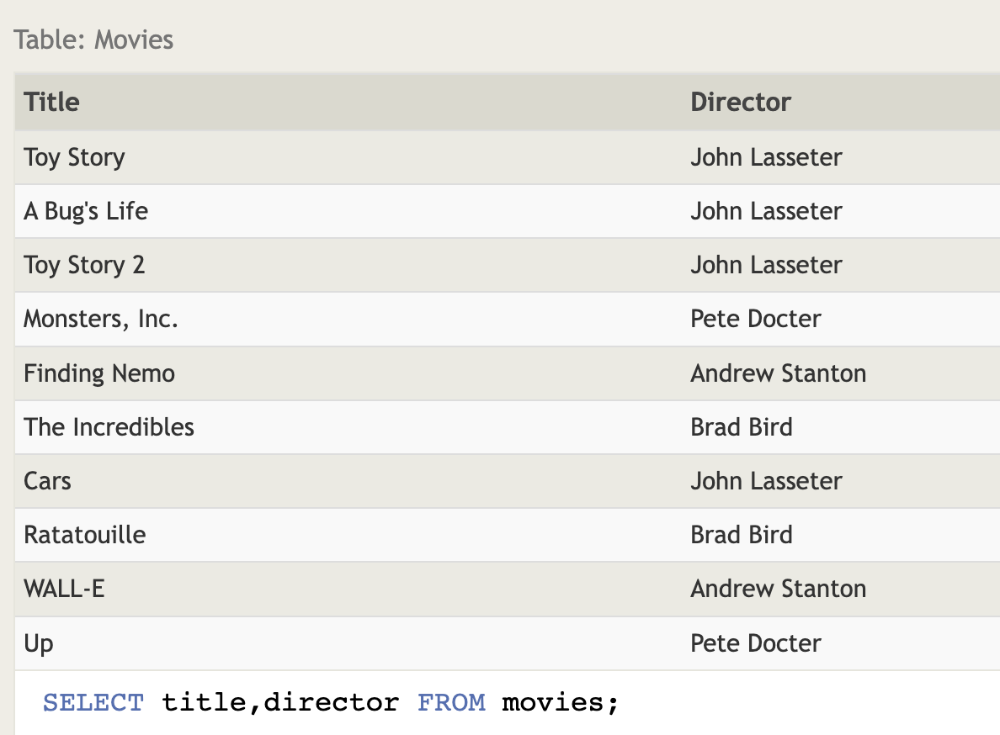 Table: Movies
Title Director
Toy Story John Lasseter
A Bug's Life John Lasseter
Toy Story 2 John Lasseter
Monsters, Inc. Pete Docter
Finding Nemo Andrew Stanton
The Incredibles Brad Bird
Cars John Lasseter
Ratatouille Brad Bird
WALL-E Andrew Stanton
Up Pete Docter
SELECT title,director FROM movies;